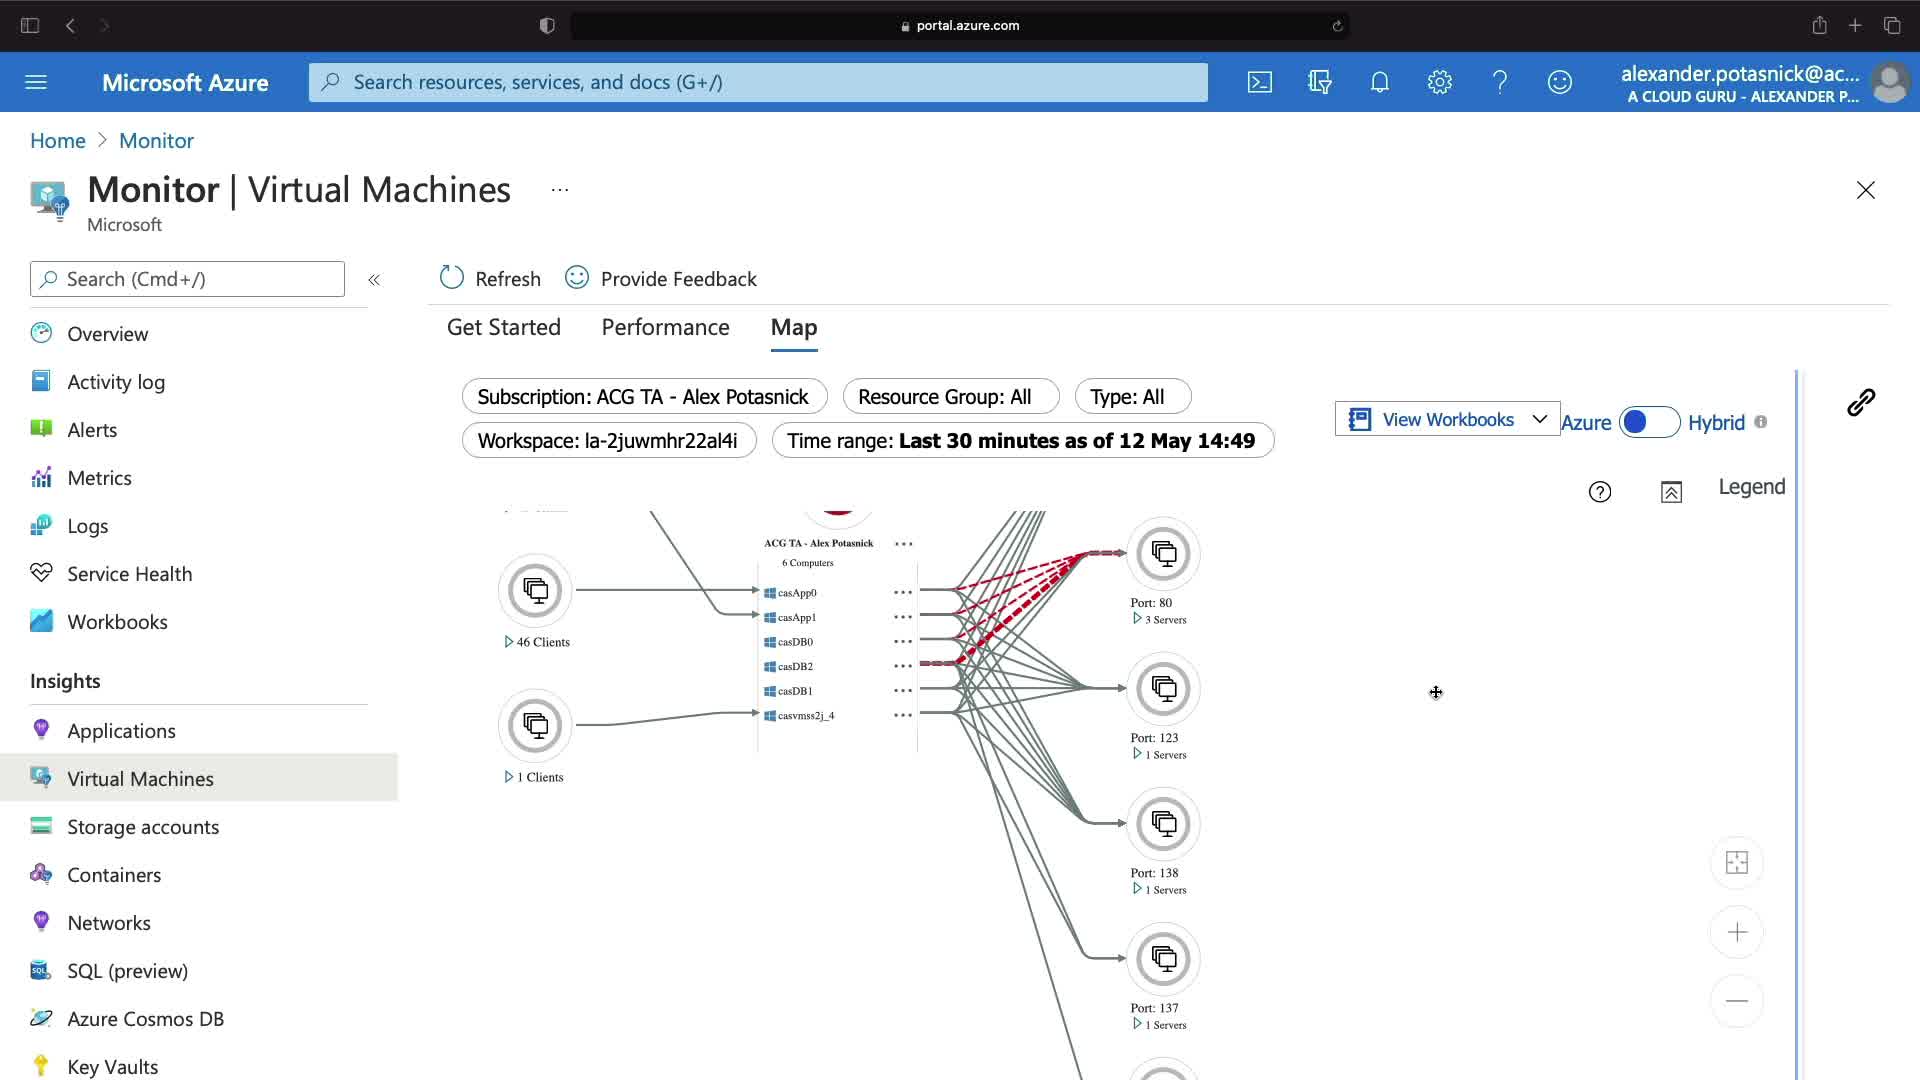 portal.azure.com
Microsoft Azure
Search resources, services, and docs (G+/)
alexander.potasnick@ac...
A CLOUD GURU - ALEXANDER P...
Home > Monitor
Monitor | Virtual Machines ...
Microsoft
Search (Cmd+/)
«
Refresh
Provide Feedback
Get Started
Performance
Map
Overview
Activity log
Alerts
Metrics
Logs
Service Health
Workbooks
Insights
Applications
Virtual Machines
Storage accounts
Containers
Networks
SQL (preview)
Azure Cosmos DB
Key Vaults
Subscription: ACG TA - Alex Potasnick
Resource Group: All
Type: All
Workspace: la-2juwmhr22al4i
Time range: Last 30 minutes as of 12 May 14:49
View Workbooks
Azure
Hybrid
Legend
46 Clients
1 Clients
ACG TA - Alex Potasnick
6 Computers
casApp0
casApp1
casDB0
casDB2
casDB1
casvmss2j_4
Port: 80
3 Servers
Port: 123
1 Servers
Port: 138
1 Servers
Port: 137
1 Servers